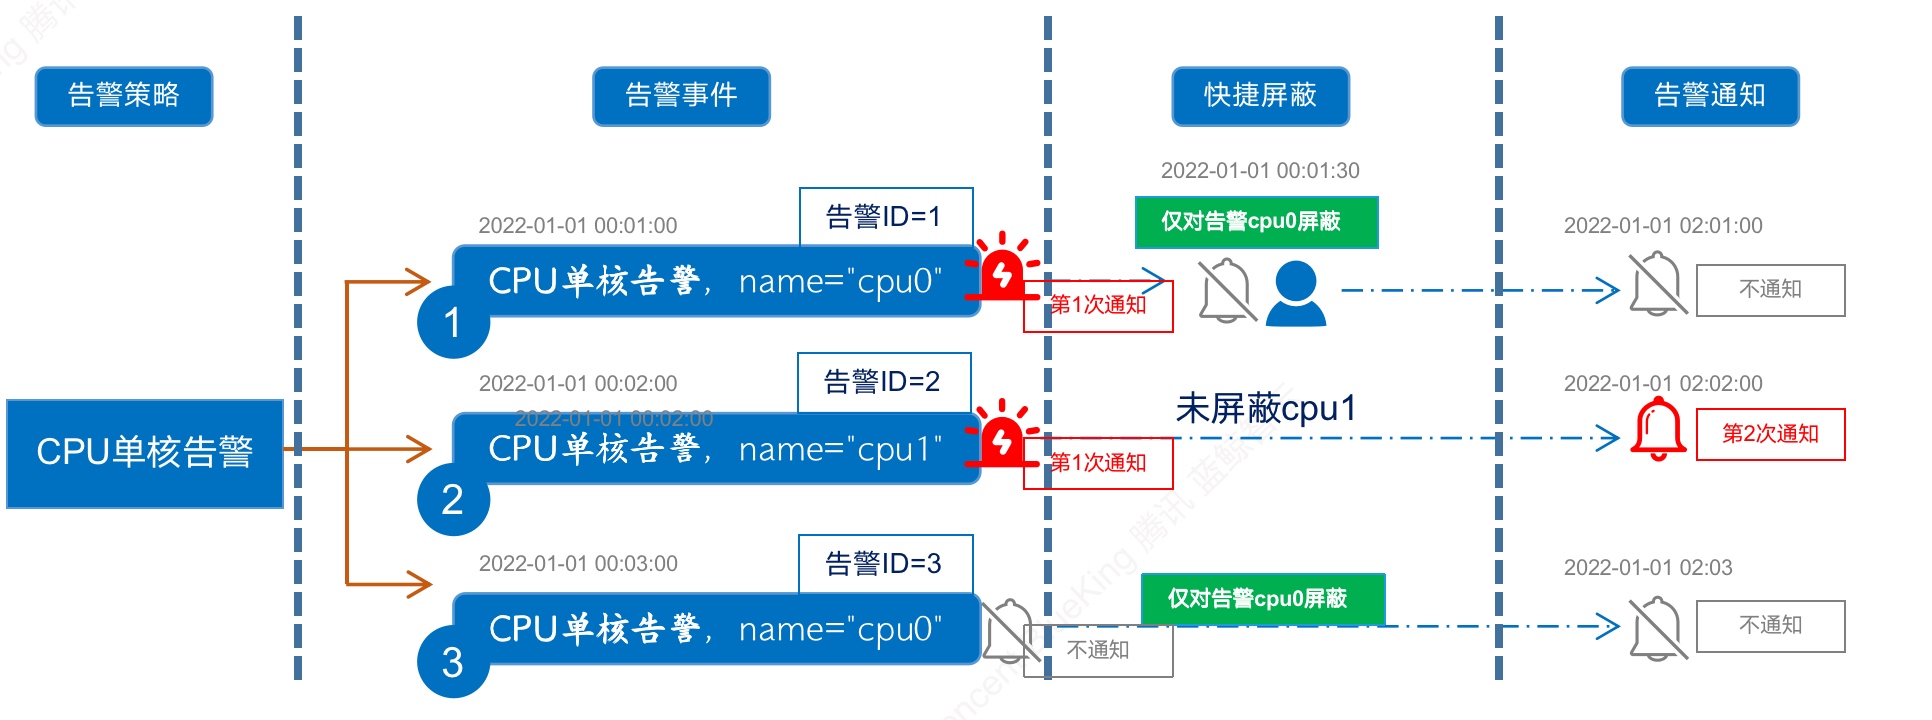 告警策略
告警事件
快捷屏蔽
告警通知
2022-01-01 00:01:30
告警ID=1
仅对告警cpu0屏蔽
2022-01-01 00:01:00
2022-01-01 02:01:00
CPU单核告警，name="cpu0"
第1次通知
不通知
1
告警ID=2
2022-01-01 00:02:00
2022-01-01 02:02:00
未屏蔽cpu1
2022-01-01 00:02:00
CPU单核告警
CPU单核告警，name="cpu1"
第1次通知
第2次通知
2
告警ID=3
2022-01-01 00:03:00
2022-01-01 02:03
仅对告警cpu0屏蔽
CPU单核告警，name="cpu0"
不通知
不通知
3